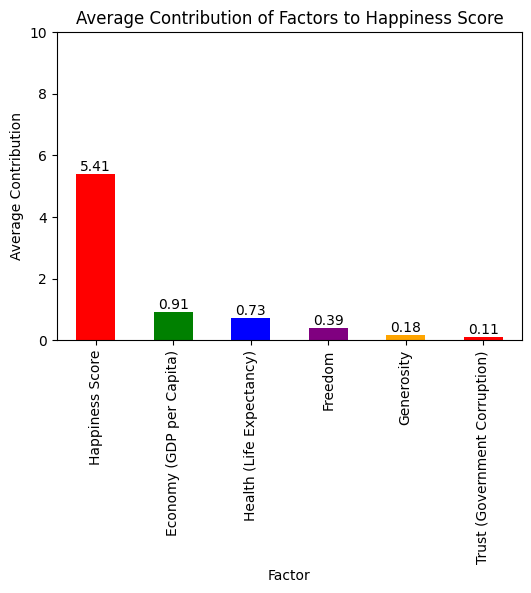 Average Contribution of Factors to Happiness Score
Average Contribution
10
8
6
4
2
0
5.41
0.91
0.73
0.39
0.18
0.11
Happiness Score
Economy (GDP per Capita)
Health (Life Expectancy)
Freedom
Generosity
Trust (Government Corruption)
Factor